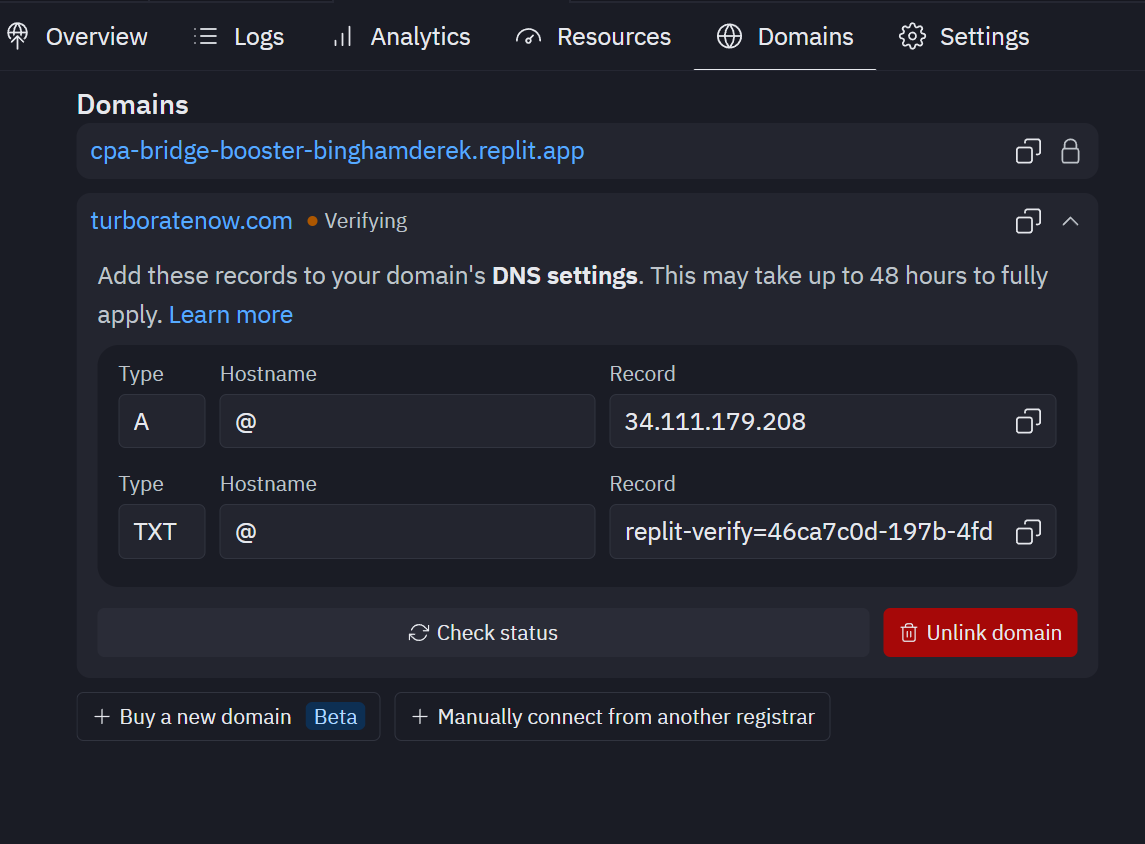 Overview Logs Analytics Resources Domains Settings
Domains
cpa-bridge-booster-binghamderek.replit.app
turboratenow.com Verifying
Add these records to your domain's DNS settings. This may take up to 48 hours to fully
apply. Learn more
Type Hostname Record
A @ 34.111.179.208
Type Hostname Record
TXT @ replit-verify=46ca7c0d-197b-4fd
Check status Unlink domain
+ Buy a new domain Beta + Manually connect from another registrar